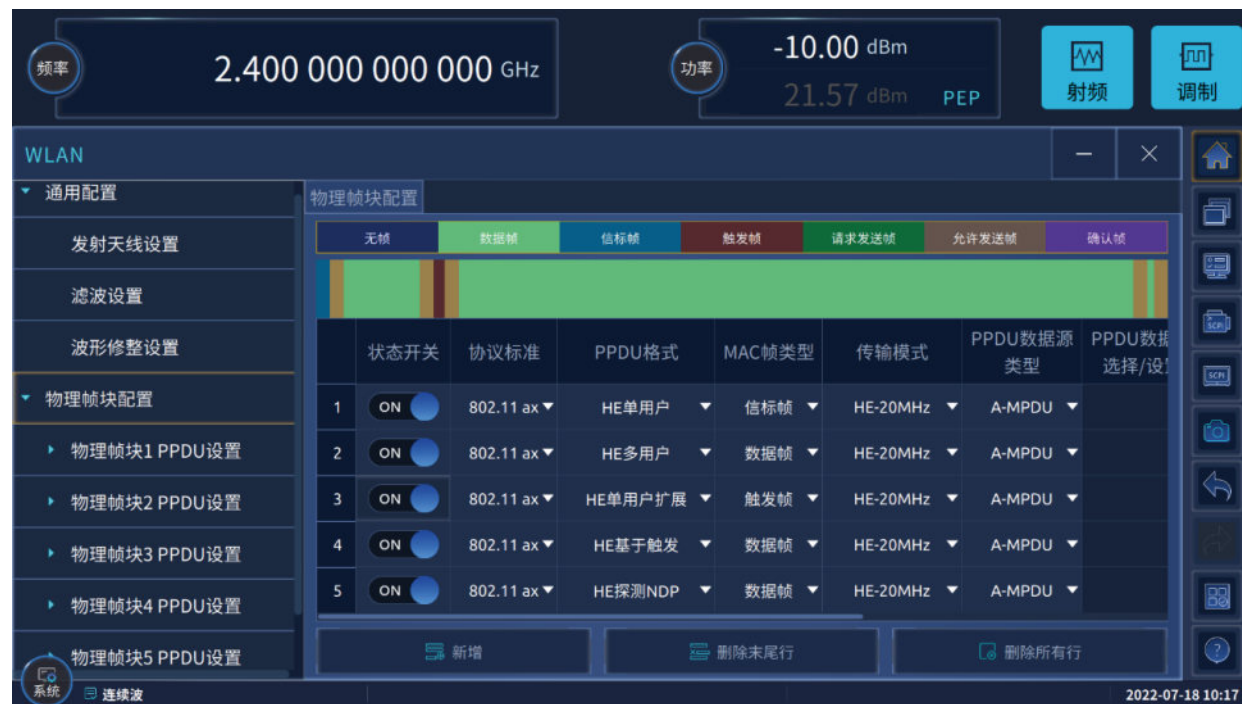 频率
2.400 000 000 000 GHz
功率
-10.00 dBm
21.57 dBm PEP
射频
调制
WLAN
通用配置
发射天线设置
滤波设置
波形修整设置
物理帧块配置
物理帧块1 PPDU设置
物理帧块2 PPDU设置
物理帧块3 PPDU设置
物理帧块4 PPDU设置
物理帧块5 PPDU设置
物理帧块配置
无帧 数据帧 信标帧 触发帧 请求发送帧 允许发送帧 确认帧
状态开关 协议标准 PPDU格式 MAC帧类型 传输模式 PPDU数据源类型 PPDU数据选择/设
1 ON 802.11 ax HE单用户 信标帧 HE-20MHz A-MPDU
2 ON 802.11 ax HE多用户 数据帧 HE-20MHz A-MPDU
3 ON 802.11 ax HE单用户扩展 触发帧 HE-20MHz A-MPDU
4 ON 802.11 ax HE基于触发 数据帧 HE-20MHz A-MPDU
5 ON 802.11 ax HE探测NDP 数据帧 HE-20MHz A-MPDU
新增 删除末尾行 删除所有行
SCPI
SCPI
系统
连续波
2022-07-18 10:17